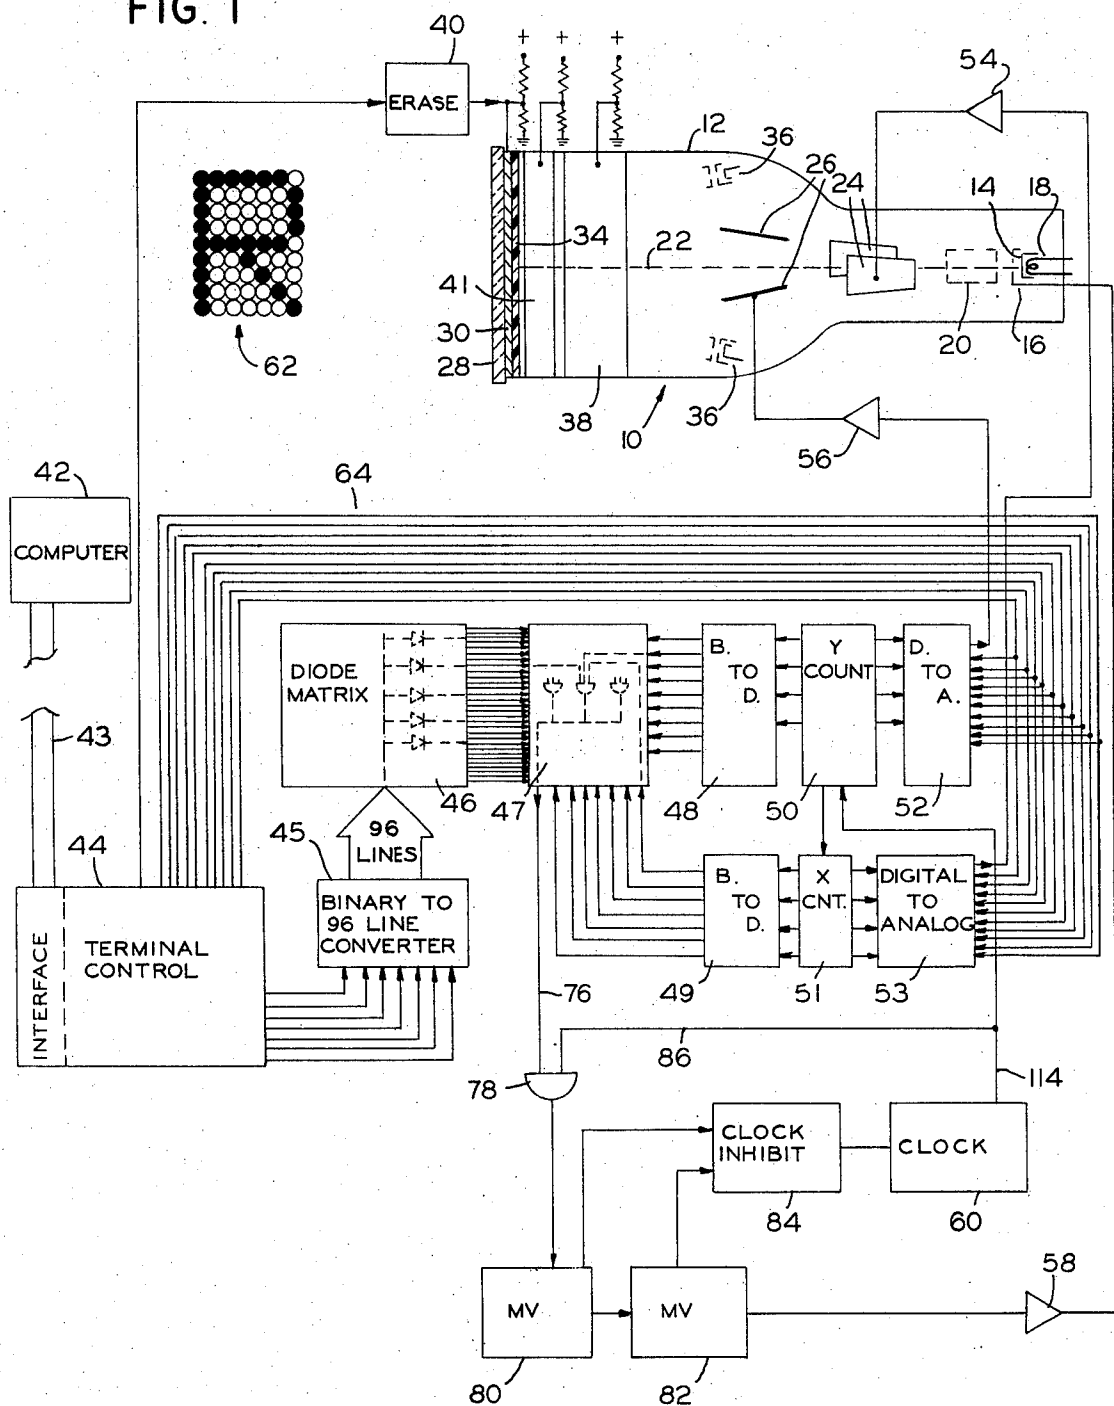 FIG. 1
40
+ + +
54
ERASE
12
36
26
24
14
18
34
22
41
30
28
20
16
62
38
10
36
56
42
64
COMPUTER
DIODE
MATRIX
B.
TO
D.
Y
COUNT
D.
TO
A.
43
46
47
48
50
52
44
45
96
LINES
BINARY TO
96 LINE
CONVERTER
B.
TO
D.
X
CNT.
DIGITAL
TO
ANALOG
INTERFACE
TERMINAL
CONTROL
76
49
51
53
86
78
114
CLOCK
INHIBIT
CLOCK
84
60
58
MV
MV
80
82